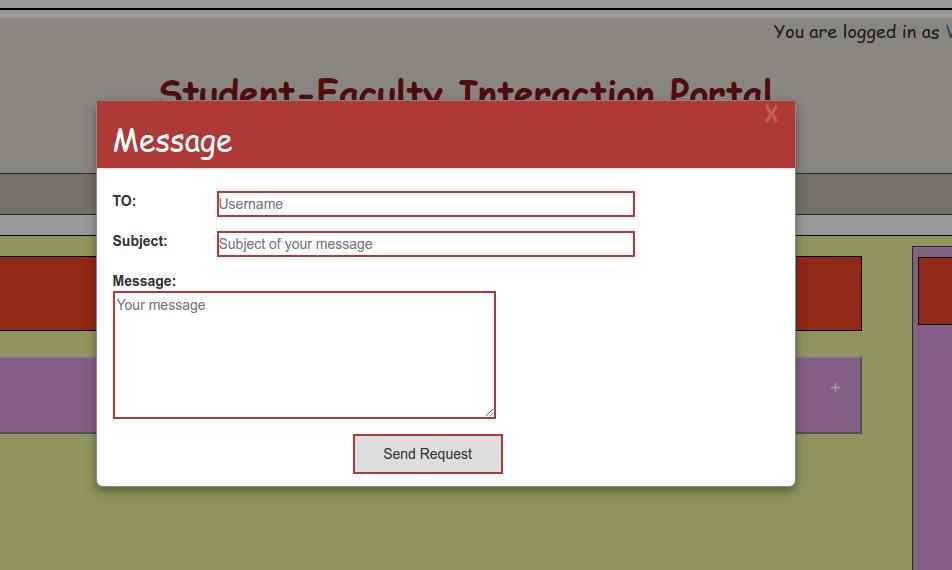 You are logged in as
Student-Faculty Interaction Portal
X
Message
TO:
Username
Subject:
Subject of your message
Message:
Your message
+
Send Request